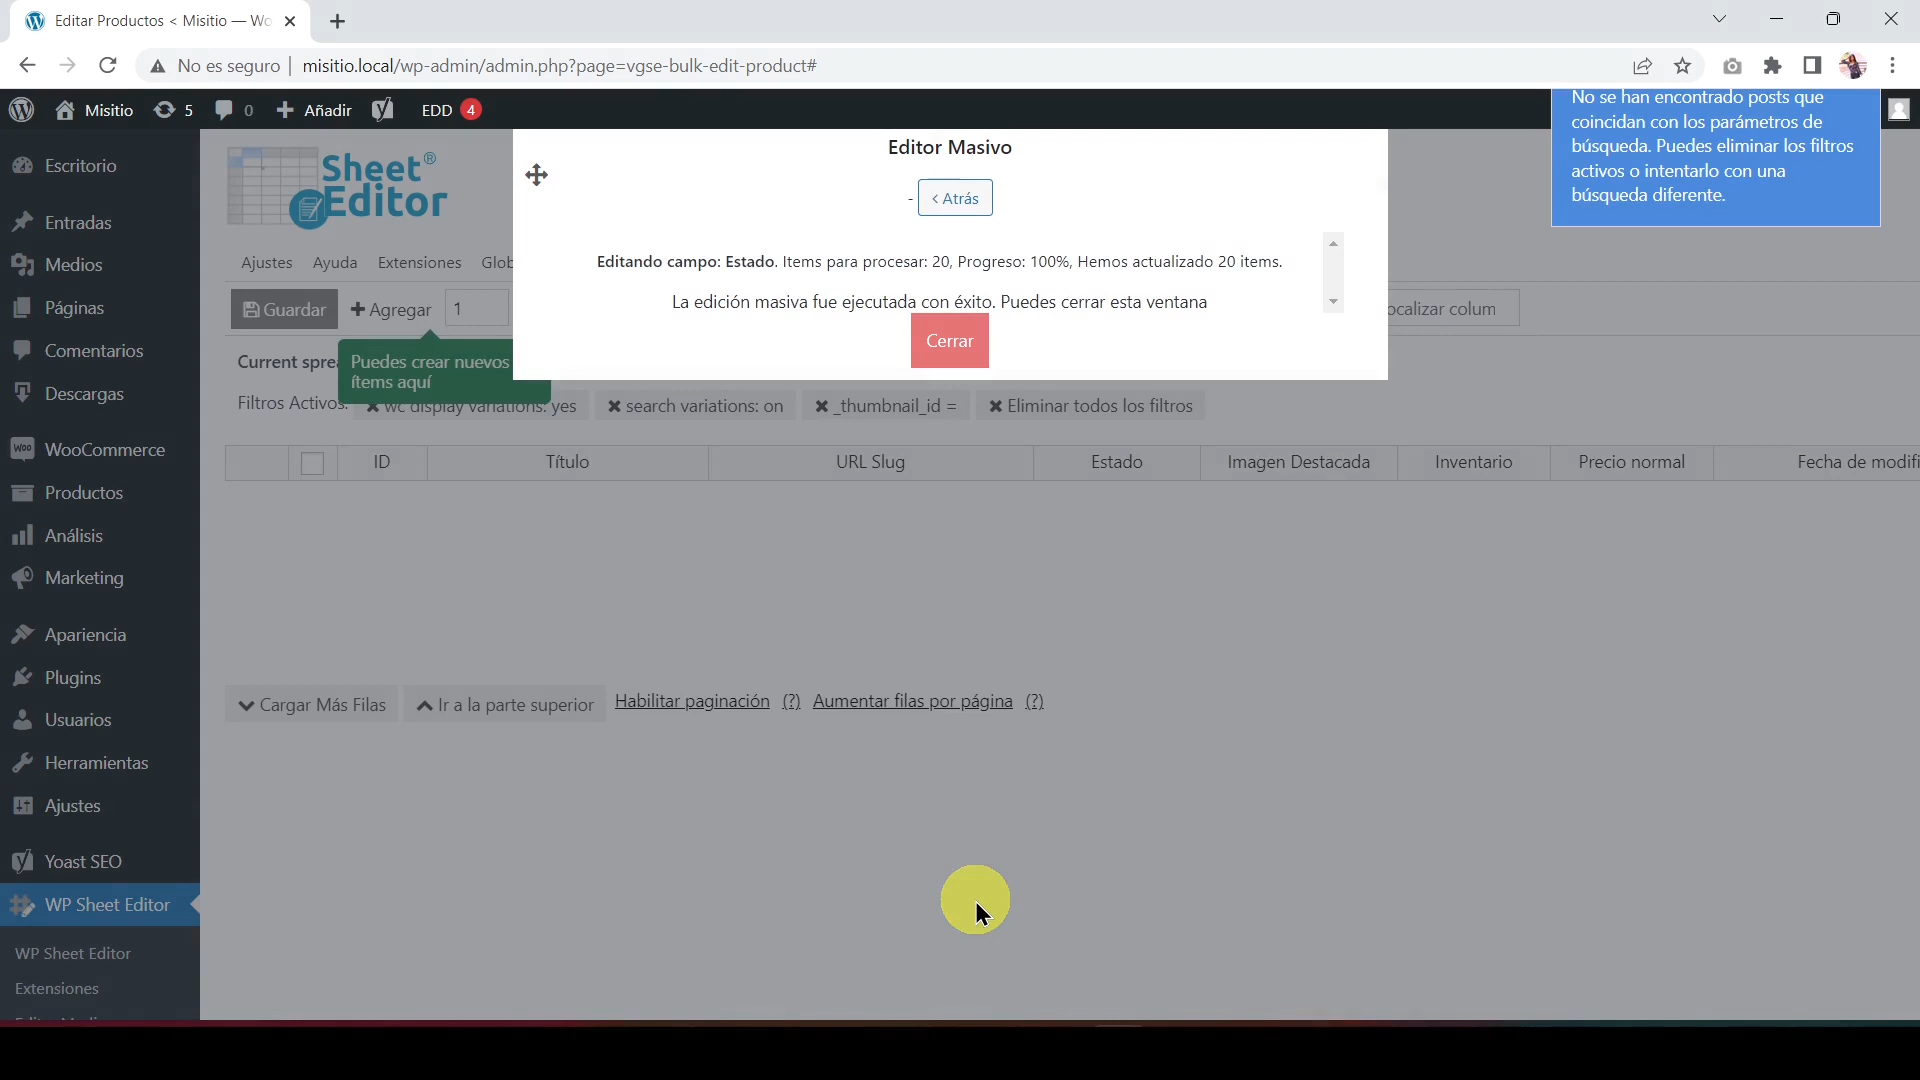 Editar Productos < Misitio — Wo
No es seguro | misitio.local/wp-admin/admin.php?page=vgse-bulk-edit-product#
Misitio 5 0 Añadir EDD 4
No se han encontrado posts que
coincidan con los parámetros de
búsqueda. Puedes eliminar los filtros
activos o intentarlo con una
búsqueda diferente.
Escritorio
Entradas
Medios
Páginas
Comentarios
Descargas
WooCommerce
Productos
Análisis
Marketing
Apariencia
Plugins
Usuarios
Herramientas
Ajustes
Yoast SEO
WP Sheet Editor
WP Sheet Editor
Extensiones
Sheet®
Editor
Editor Masivo
- < Atrás
Editando campo: Estado. Items para procesar: 20, Progreso: 100%, Hemos actualizado 20 items.
La edición masiva fue ejecutada con éxito. Puedes cerrar esta ventana
Cerrar
Ajustes Ayuda Extensiones Glob
Guardar Agregar 1 ocalizar colum
Current sprea
Puedes crear nuevos
ítems aquí
Filtros Activos: wc display variations: yes search variations: on _thumbnail_id = Eliminar todos los filtros
ID Título URL Slug Estado Imagen Destacada Inventario Precio normal Fecha de modifi
Cargar Más Filas Ir a la parte superior Habilitar paginación (?) Aumentar filas por página (?)